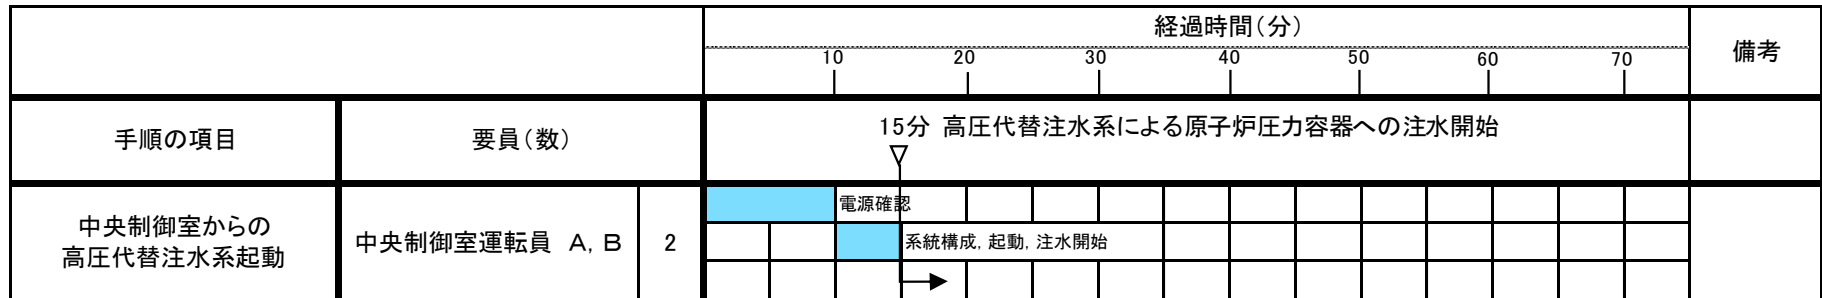 経過時間(分)
備考
10 20 30 40 50 60 70
手順の項目
要員(数)
15分 高圧代替注水系による原子炉圧力容器への注水開始
中央制御室からの
高圧代替注水系起動
中央制御室運転員 A, B
2
電源確認
系統構成, 起動, 注水開始